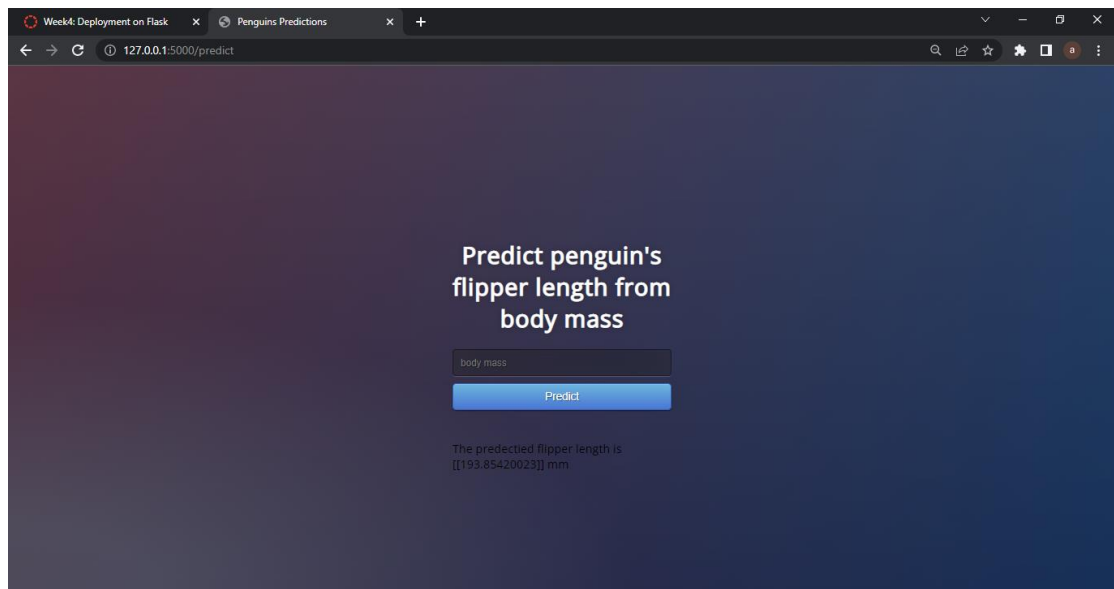 Week4: Deployment on Flask
Penguins Predictions
127.0.0.1:5000/predict
a
Predict penguin's
flipper length from
body mass
body mass
Predict
The predectied flipper length is
[[193.85420023]] mm